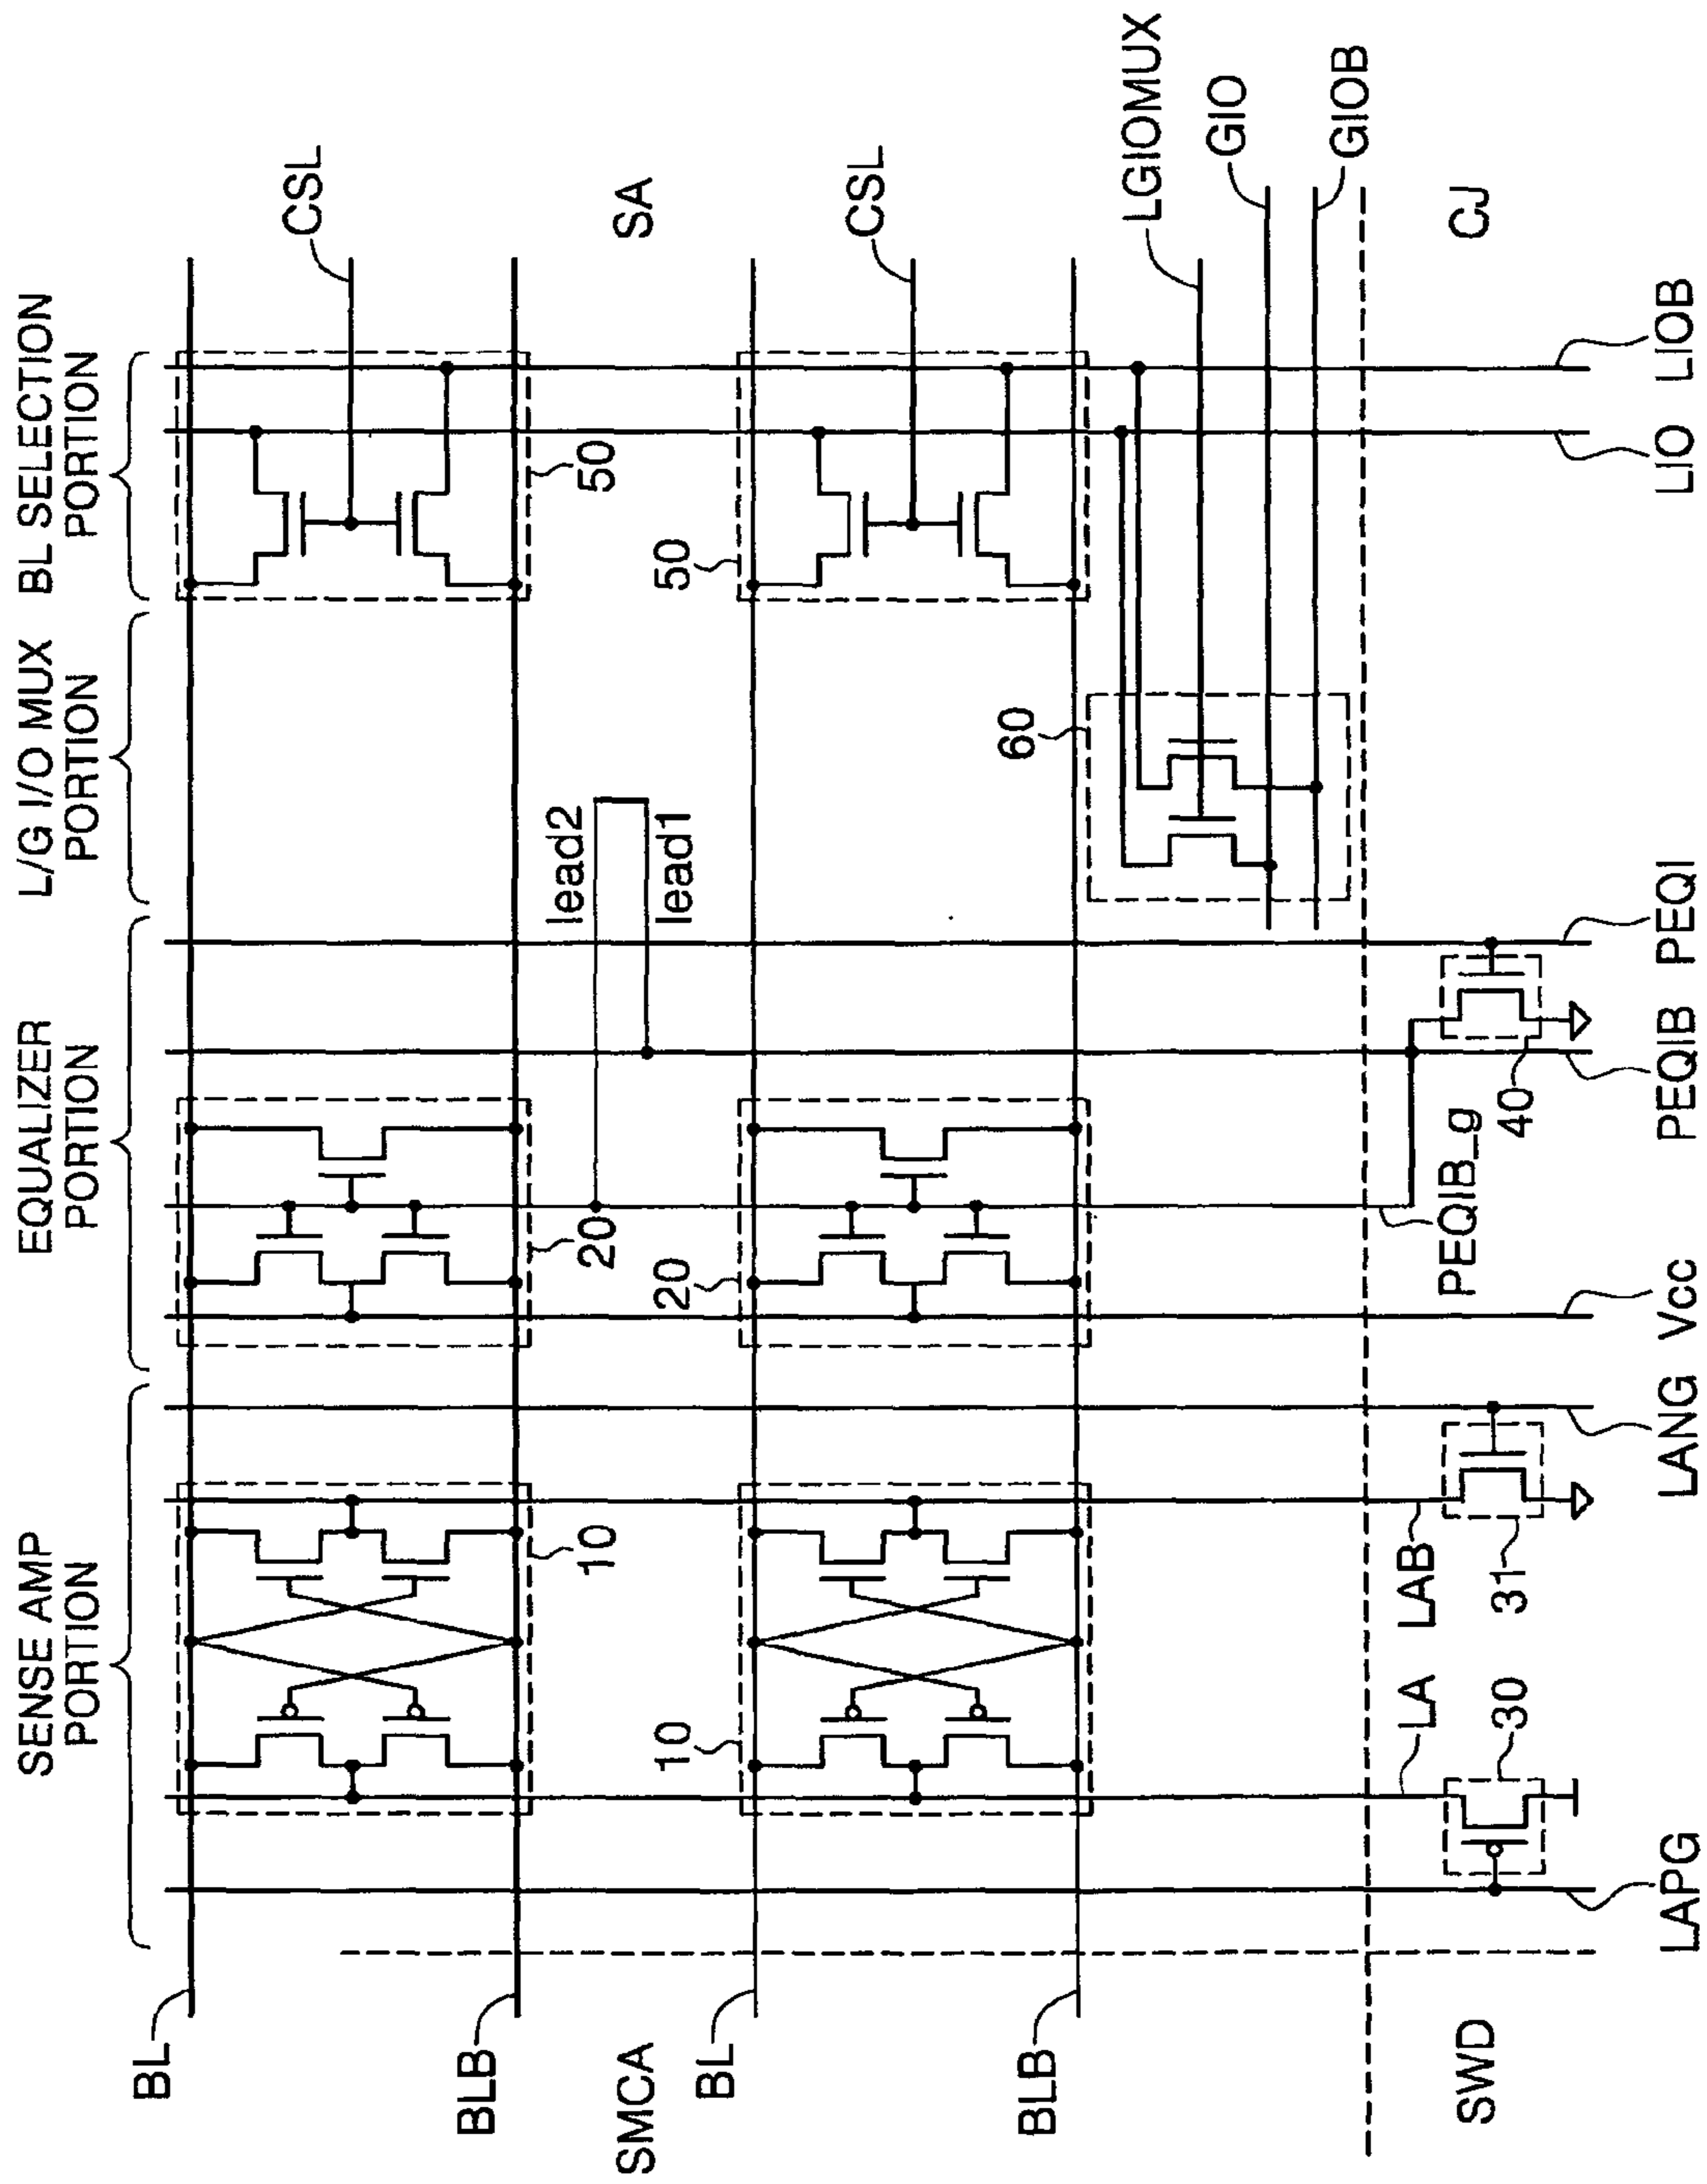 SENSE AMP
PORTION
EQUALIZER
PORTION
L/G I/O MUX
PORTION
BL SELECTION
PORTION
BL
CSL
10
20
50
BLB
SMCA
lead2
SA
lead1
10
20
50
BL
CSL
60
BLB
LGIOMUX
GIO
GIOB
SWD
LA
LAB
PEQIB_g
CJ
30
31
40
LAPG
LANG
Vcc
PEQIB
PEQI
LIO
LIOB